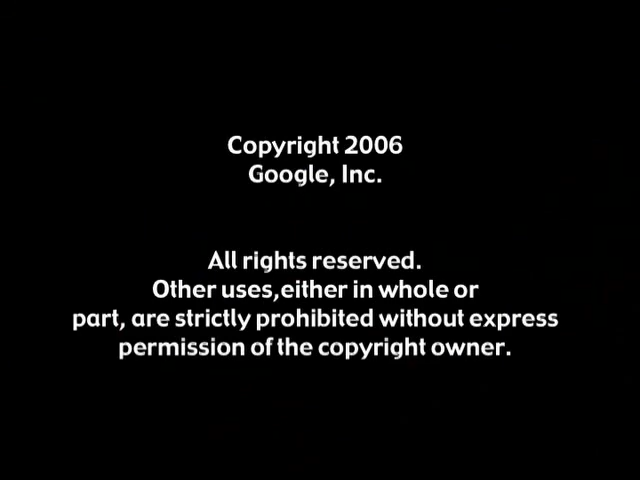 Copyright 2006
Google, Inc.
All rights reserved.
Other uses,either in whole or
part, are strictly prohibited without express
permission of the copyright owner.